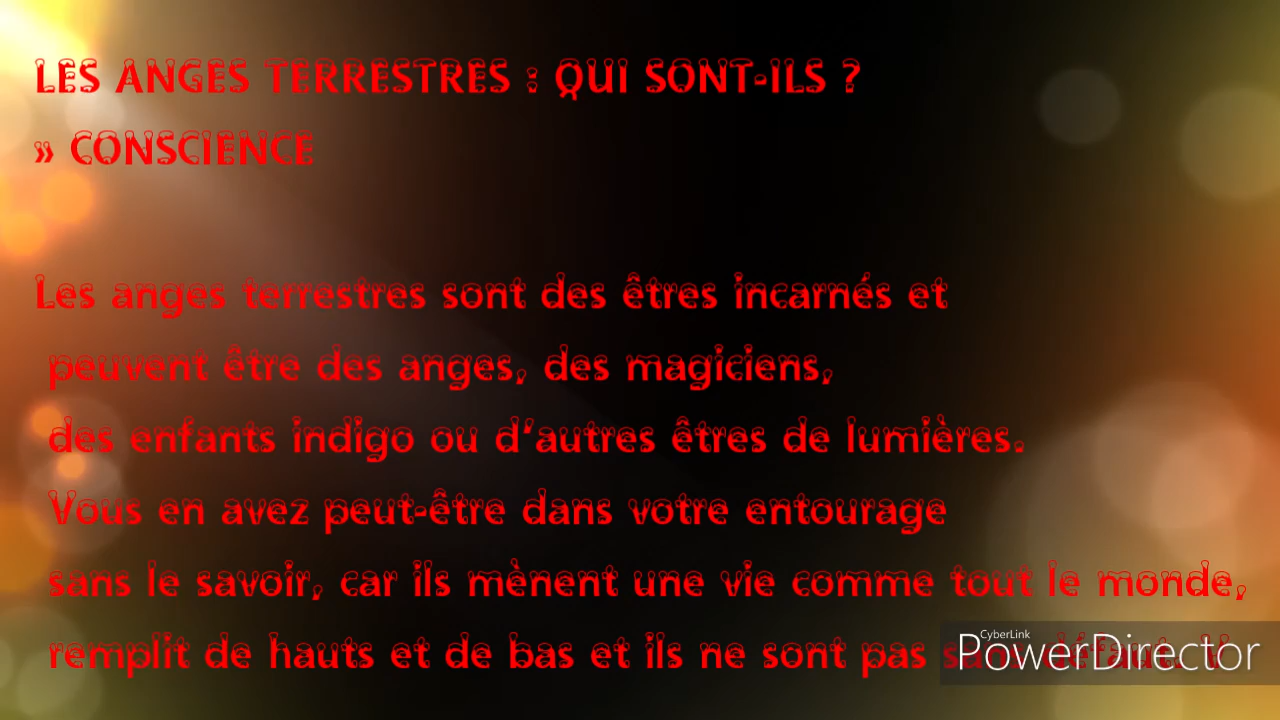 LES ANGES TERRESTRES : QUI SONT-ILS ?
» CONSCIENCE
Les anges terrestres sont des êtres incarnés et
peuvent être des anges, des magiciens,
des enfants indigo ou d'autres êtres de lumières.
Vous en avez peut-être dans votre entourage
sans le savoir, car ils mènent une vie comme tout le monde,
remplit de hauts et de bas et ils ne sont pas sans défaut.
CyberLink
PowerDirector